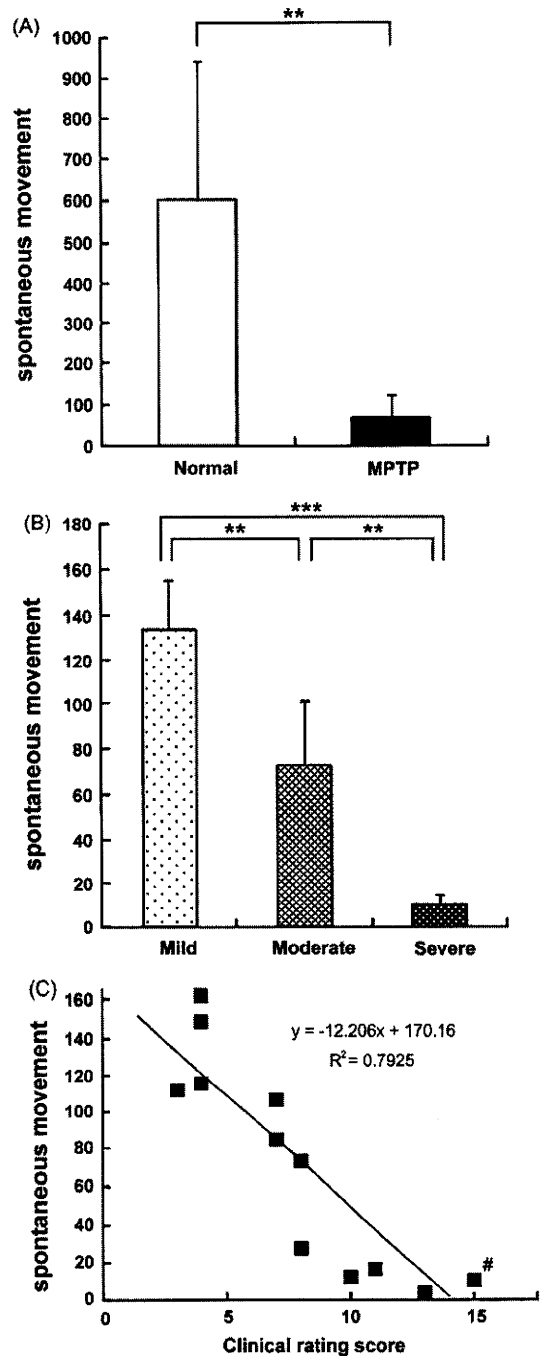 (A)
**
1000
900
800
700
600
500
400
300
200
100
0
spontaneous movement
Normal MPTP
(B)
***
** **
180
160
140
120
100
80
60
40
20
0
spontaneous movement
Mild Moderate Severe
(C)
160
140
120
100
80
60
40
20
0
spontaneous movement
y = -12.206x + 170.16
R² = 0.7925
#
0 5 10 15
Clinical rating score